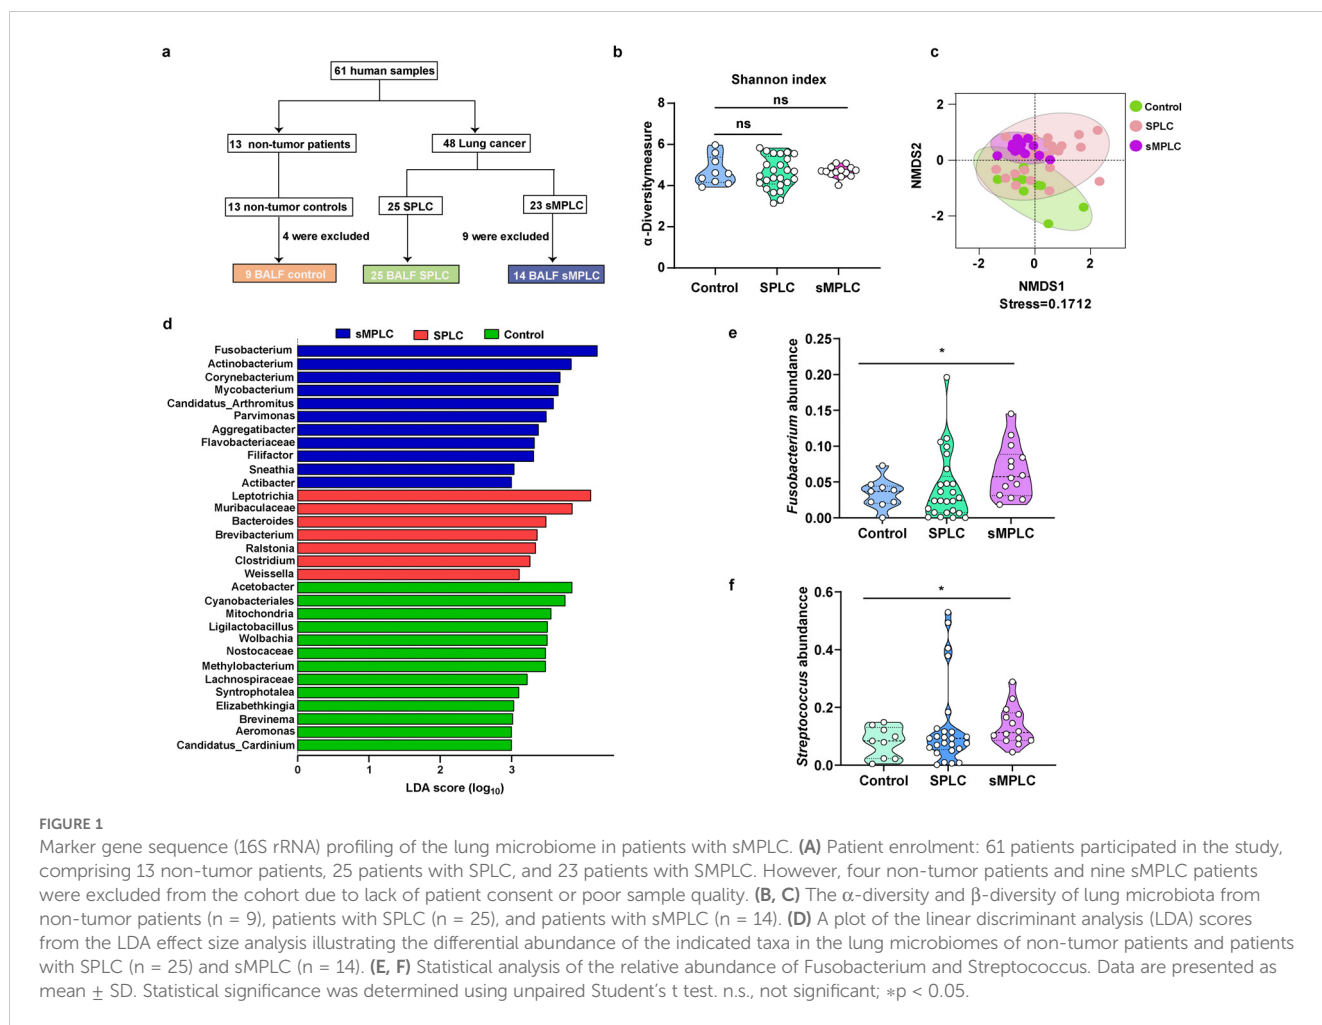 a
61 human samples
13 non-tumor patients
48 Lung cancer
13 non-tumor controls
25 SPLC
23 sMPLC
4 were excluded
9 were excluded
9 BALF control
25 BALF SPLC
14 BALF sMPLC
b
Shannon index
ns
ns
α-Diversitymeasure
8
6
4
2
0
Control
SPLC
sMPLC
c
NMDS2
2
0
-2
-2
0
2
NMDS1
Stress=0.1712
Control
SPLC
sMPLC
d
sMPLC
SPLC
Control
Fusobacterium
Actinobacterium
Corynebacterium
Mycobacterium
Candidatus_Arthromitus
Parvimonas
Aggregatibacter
Flavobacteriaceae
Filifactor
Sneathia
Actibacter
Leptotrichia
Muribaculaceae
Bacteroides
Brevibacterium
Ralstonia
Clostridium
Weissella
Acetobacter
Cyanobacteriales
Mitochondria
Ligilactobacillus
Wolbachia
Nostocaceae
Methylobacterium
Lachnospiraceae
Syntrophotalea
Elizabethkingia
Brevinema
Aeromonas
Candidatus_Cardinium
0
1
2
3
LDA score (log10)
e
Fusobacterium abundance
0.25
0.20
0.15
0.10
0.05
0.00
*
Control
SPLC
sMPLC
f
Streptococcus abundancce
0.6
0.4
0.2
0.0
*
Control
SPLC
sMPLC
FIGURE 1
Marker gene sequence (16S rRNA) profiling of the lung microbiome in patients with sMPLC. (A) Patient enrolment: 61 patients participated in the study,
comprising 13 non-tumor patients, 25 patients with SPLC, and 23 patients with SMPLC. However, four non-tumor patients and nine sMPLC patients
were excluded from the cohort due to lack of patient consent or poor sample quality. (B, C) The α-diversity and β-diversity of lung microbiota from
non-tumor patients (n = 9), patients with SPLC (n = 25), and patients with sMPLC (n = 14). (D) A plot of the linear discriminant analysis (LDA) scores
from the LDA effect size analysis illustrating the differential abundance of the indicated taxa in the lung microbiomes of non-tumor patients and patients
with SPLC (n = 25) and sMPLC (n = 14). (E, F) Statistical analysis of the relative abundance of Fusobacterium and Streptococcus. Data are presented as
mean ± SD. Statistical significance was determined using unpaired Student's t test. n.s., not significant; *p < 0.05.